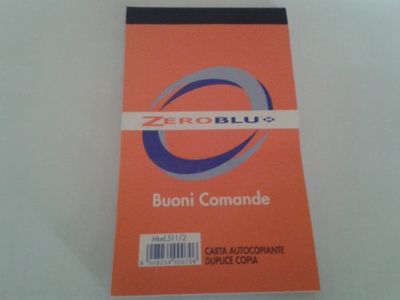 ZEROBLU
Buoni Comande
Mod.511/2
CARTA AUTOCOPIANTE
DUPLICE COPIA